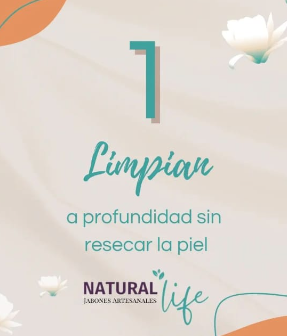 1
Limpian
a profundidad sin
resecar la piel
NATURAL life
JABONES ARTESANALES